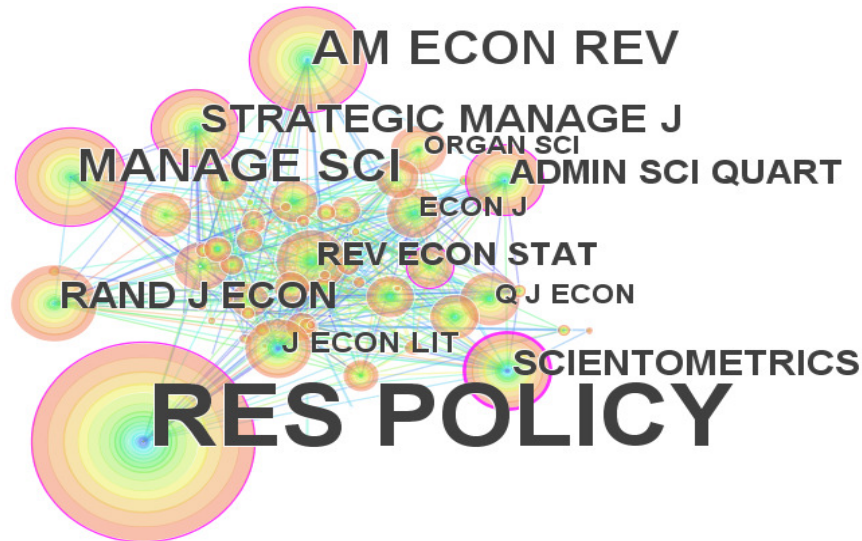 AM ECON REV
STRATEGIC MANAGE J
ORGAN SCI
MANAGE SCI
ADMIN SCI QUART
ECON J
REV ECON STAT
RAND J ECON
Q J ECON
J ECON LIT
SCIENTOMETRICS
RES POLICY